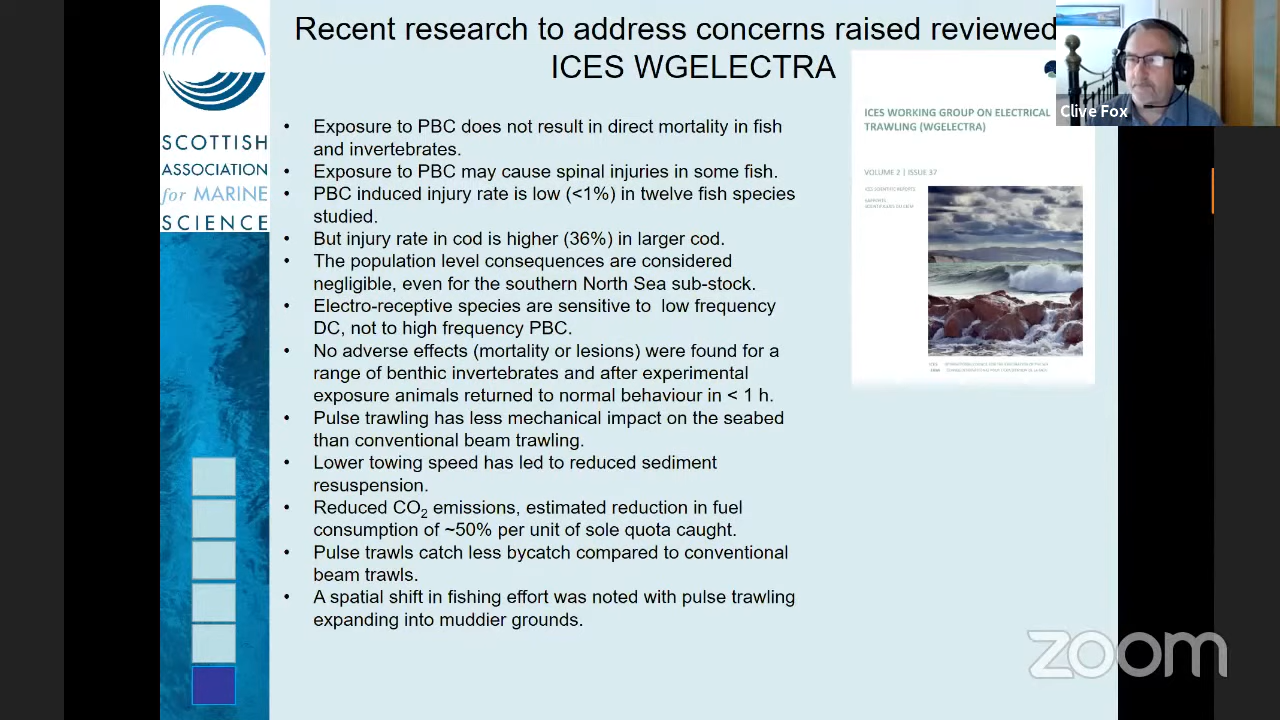 Recent research to address concerns raised reviewed
ICES WGELECTRA
Clive Fox
SCOTTISH
ASSOCIATION
for MARINE
SCIENCE
• Exposure to PBC does not result in direct mortality in fish
and invertebrates.
• Exposure to PBC may cause spinal injuries in some fish.
• PBC induced injury rate is low (<1%) in twelve fish species
studied.
• But injury rate in cod is higher (36%) in larger cod.
• The population level consequences are considered
negligible, even for the southern North Sea sub-stock.
• Electro-receptive species are sensitive to low frequency
DC, not to high frequency PBC.
• No adverse effects (mortality or lesions) were found for a
range of benthic invertebrates and after experimental
exposure animals returned to normal behaviour in < 1 h.
• Pulse trawling has less mechanical impact on the seabed
than conventional beam trawling.
• Lower towing speed has led to reduced sediment
resuspension.
• Reduced CO2 emissions, estimated reduction in fuel
consumption of ~50% per unit of sole quota caught.
• Pulse trawls catch less bycatch compared to conventional
beam trawls.
• A spatial shift in fishing effort was noted with pulse trawling
expanding into muddier grounds.
ICES WORKING GROUP ON ELECTRICAL
TRAWLING (WGELECTRA)
VOLUME 2 | ISSUE 37
ICES SCIENTIFIC REPORTS
RAPPORTS
SCIENTIFIQUES DU CIEM
zoom